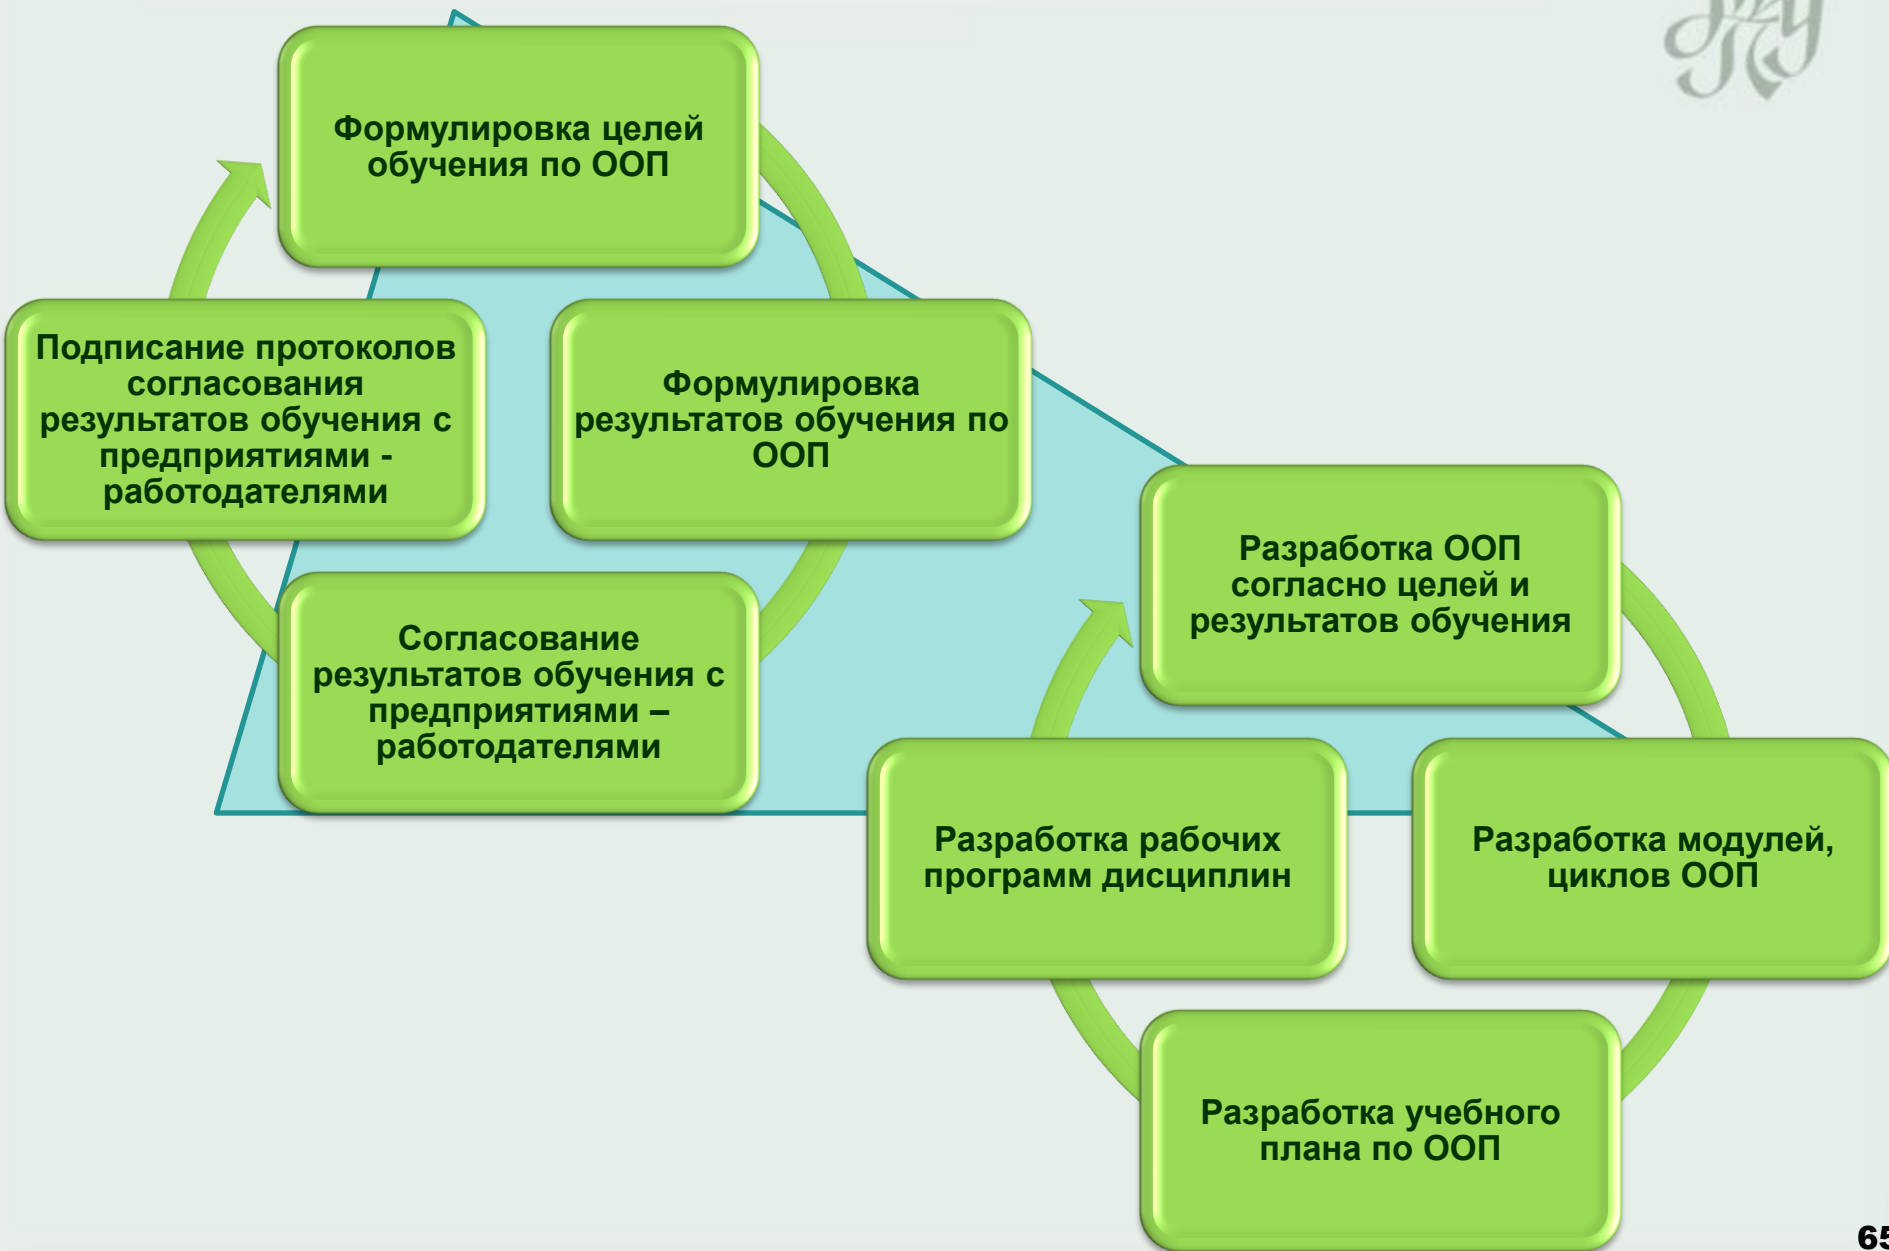 Формулировка целей
обучения по ООП
Подписание протоколов
согласования
результатов обучения с
предприятиями -
работодателями
Формулировка
результатов обучения по
ООП
Согласование
результатов обучения с
предприятиями –
работодателями
Разработка ООП
согласно целей и
результатов обучения
Разработка рабочих
программ дисциплин
Разработка модулей,
циклов ООП
Разработка учебного
плана по ООП
65